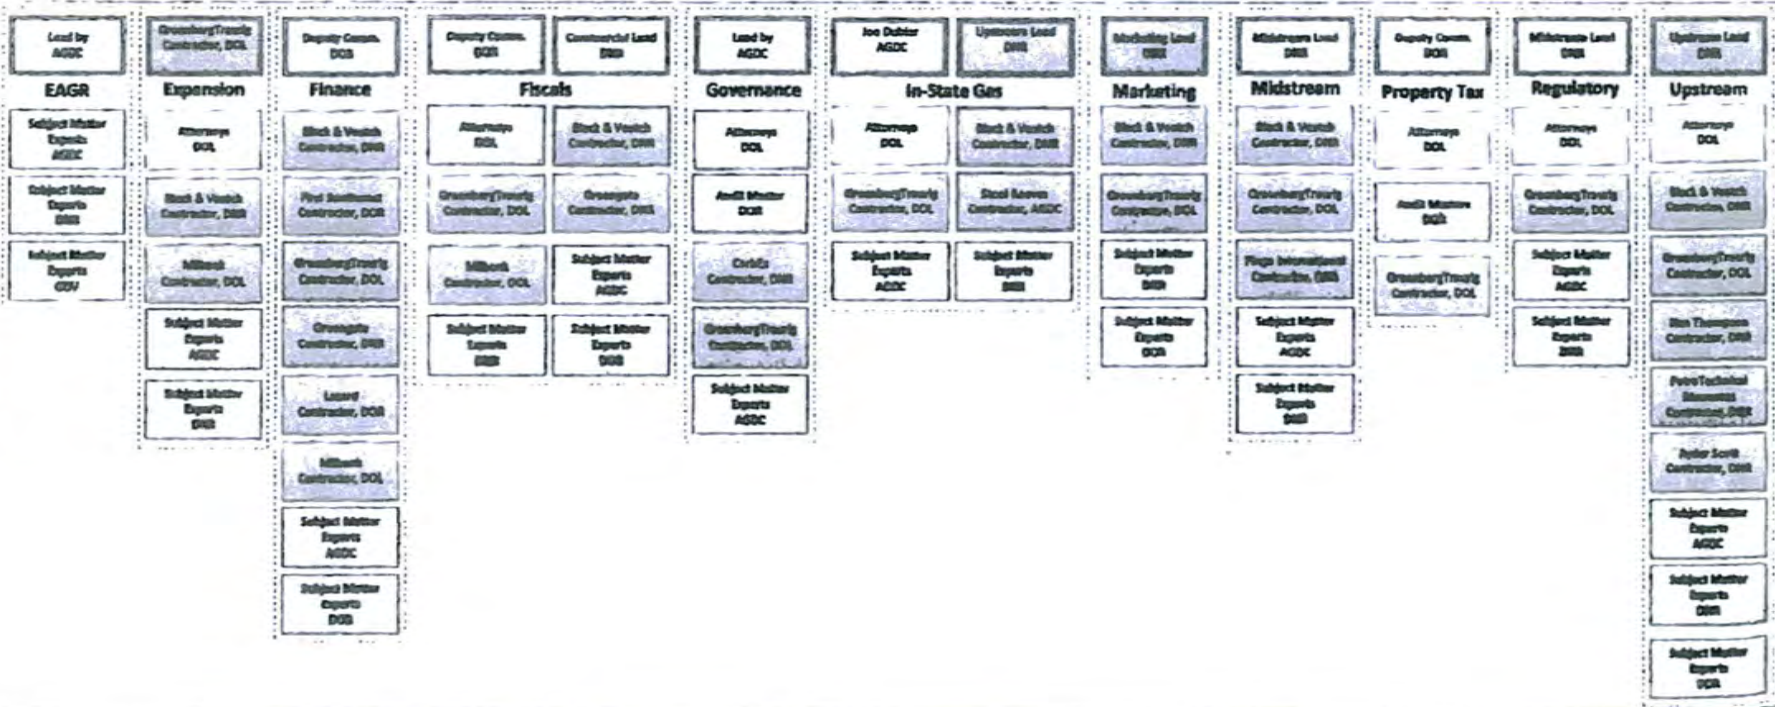 Lead by
AGDC
EAGR
Subject Matter
Experts
AGDC
Subject Matter
Experts
DNR
Subject Matter
Experts
GOV
GreenbergTraurig
Contractor, DOL
Expansion
Attorneys
DOL
Black & Veatch
Contractor, DNR
Milbank
Contractor, DOL
Subject Matter
Experts
AGDC
Subject Matter
Experts
DNR
Deputy Comm.
DOR
Finance
Black & Veatch
Contractor, DNR
First Southwest
Contractor, DOR
GreenbergTraurig
Contractor, DOL
Greengate
Contractor, DNR
Lazard
Contractor, DOR
Milbank
Contractor, DOL
Subject Matter
Experts
AGDC
Subject Matter
Experts
DOR
Deputy Comm.
DOR
Commercial Lead
DNR
Fiscals
Attorneys
DOL
Black & Veatch
Contractor, DNR
GreenbergTraurig
Contractor, DOL
Greengate
Contractor, DNR
Milbank
Contractor, DOL
Subject Matter
Experts
AGDC
Subject Matter
Experts
DNR
Subject Matter
Experts
DOR
Lead by
AGDC
Governance
Attorneys
DOL
Audit Master
DOR
Contractor, DNR
GreenbergTraurig
Contractor, DOL
Subject Matter
Experts
AGDC
Joe Dubler
AGDC
Upstream Lead
DNR
In-State Gas
Attorneys
DOL
Black & Veatch
Contractor, DNR
GreenbergTraurig
Contractor, DOL
Contractor, AGDC
Subject Matter
Experts
AGDC
Subject Matter
Experts
DNR
Marketing Lead
DNR
Marketing
Black & Veatch
Contractor, DNR
GreenbergTraurig
Contractor, DOL
Subject Matter
Experts
DNR
Subject Matter
Experts
DOR
Midstream Lead
DNR
Midstream
Black & Veatch
Contractor, DNR
GreenbergTraurig
Contractor, DOL
International
Contractor, DNR
Subject Matter
Experts
AGDC
Subject Matter
Experts
DNR
Deputy Comm.
DOR
Property Tax
Attorneys
DOL
Audit Masters
DOR
GreenbergTraurig
Contractor, DOL
Midstream Lead
DNR
Regulatory
Attorneys
DOL
GreenbergTraurig
Contractor, DOL
Subject Matter
Experts
AGDC
Subject Matter
Experts
DNR
Upstream Lead
DNR
Upstream
Attorneys
DOL
Black & Veatch
Contractor, DNR
GreenbergTraurig
Contractor, DOL
Thompson
Contractor, DNR
PetroTechnical
Resources
Contractor, DNR
Ryder Scott
Contractor, DNR
Subject Matter
Experts
AGDC
Subject Matter
Experts
DNR
Subject Matter
Experts
DOR